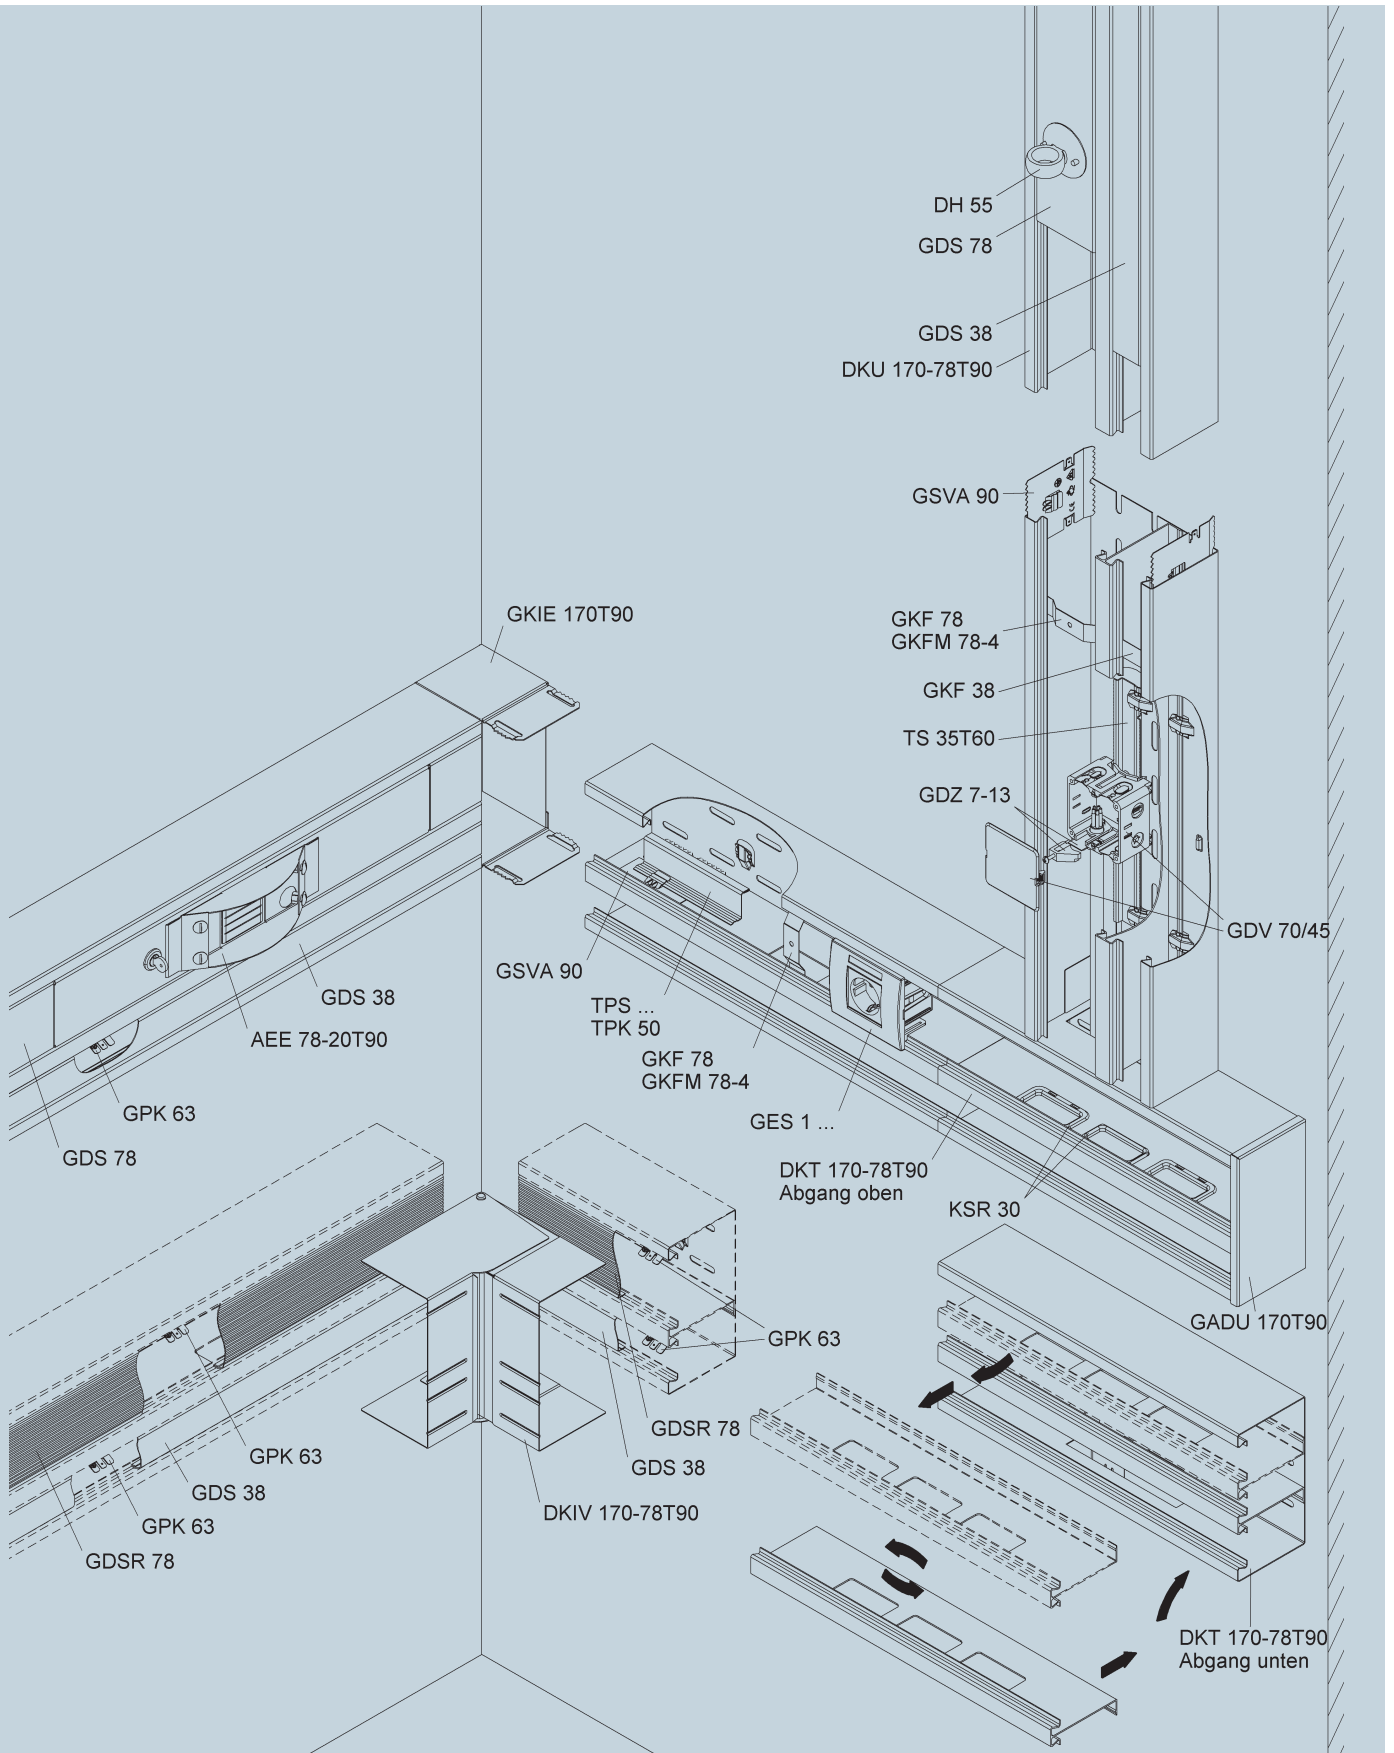 DH 55
GDS 78
GDS 38
DKU 170-78T90
GSVA 90
GKIE 170T90
GKF 78
GKFM 78-4
GKF 38
TS 35T60
GDZ 7-13
GDV 70/45
GSVA 90
GDS 38
TPS ...
TPK 50
AEE 78-20T90
GKF 78
GKFM 78-4
GPK 63
GES 1 ...
GDS 78
DKT 170-78T90
Abgang oben
KSR 30
GADU 170T90
GPK 63
GDSR 78
GPK 63
GDS 38
GDS 38
DKIV 170-78T90
GPK 63
GDSR 78
DKT 170-78T90
Abgang unten